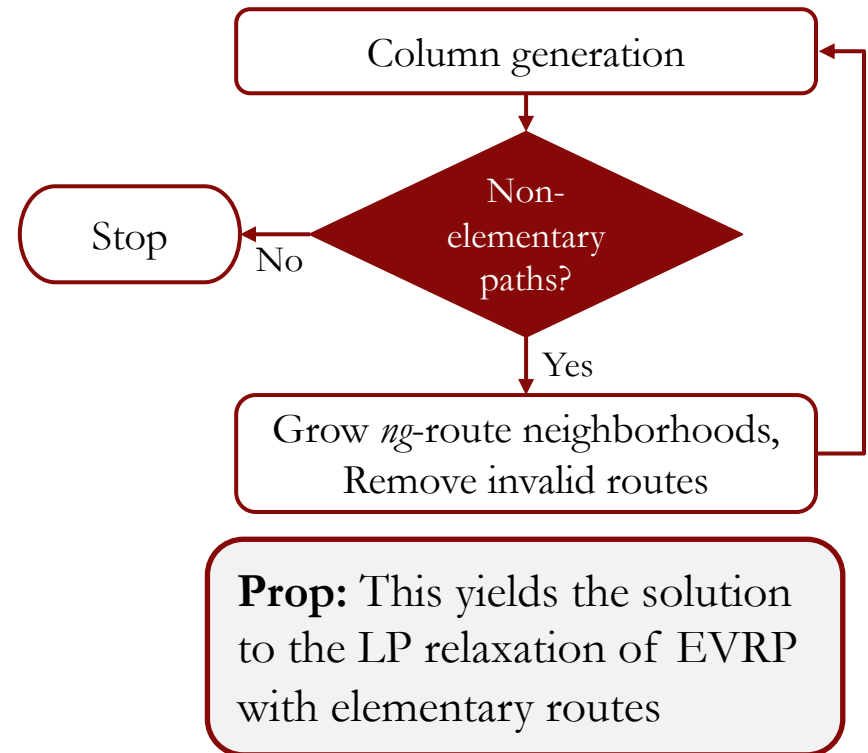 Column generation
Non-
elementary
paths?
Stop
No
Yes
Grow ng-route neighborhoods,
Remove invalid routes
Prop: This yields the solution
to the LP relaxation of EVRP
with elementary routes